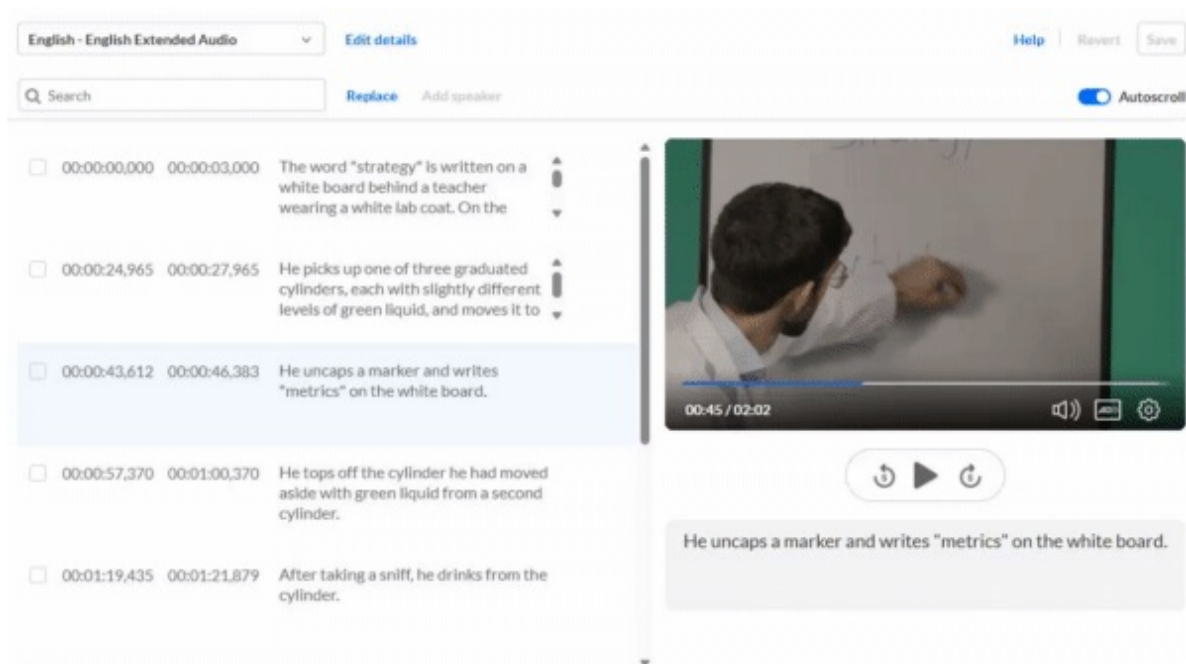 English - English Extended Audio
Edit details
Help
Revert
Save
Search
Replace
Add speaker
Autoscroll
00:00:00,000 00:00:03,000 The word "strategy" is written on a
white board behind a teacher
wearing a white lab coat. On the
00:00:24,965 00:00:27,965 He picks up one of three graduated
cylinders, each with slightly different
levels of green liquid, and moves it to
00:00:43,612 00:00:46,383 He uncaps a marker and writes
"metrics" on the white board.
00:00:57,370 00:01:00,370 He tops off the cylinder he had moved
aside with green liquid from a second
cylinder.
00:01:19,435 00:01:21,879 After taking a sniff, he drinks from the
cylinder.
00:45 / 02:02
He uncaps a marker and writes "metrics" on the white board.